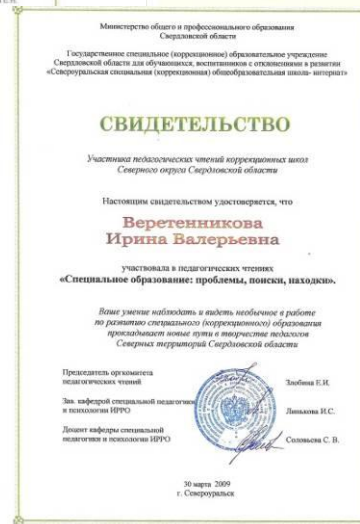 Министерство общего и профессионального образования
Свердловской области
Государственное специальное (коррекционное) образовательное учреждение
Свердловской области для обучающихся, воспитанников с отклонениями в развитии
«Североуральская специальная (коррекционная) общеобразовательная школа- интернат»
СВИДЕТЕЛЬСТВО
Участника педагогических чтений коррекционных школ
Северного округа Свердловской области
Настоящим свидетельством удостоверяется, что
Веретенникова
Ирина Валерьевна
участвовала в педагогических чтениях
«Специальное образование: проблемы, поиски, находки».
Ваше умение наблюдать и видеть необычное в работе
по развитию специального (коррекционного) образования
прокладывает новые пути в творчестве педагогов
Северных территорий Свердловской области
Председатель оргкомитета
педагогических чтений Злобина Е.И.
Зав. кафедрой специальной педагогики
и психологии ИРРО Линькова И.С.
Доцент кафедры специальной
педагогики и психологии ИРРО Соловьева С. В.
30 марта 2009
г. Североуральск